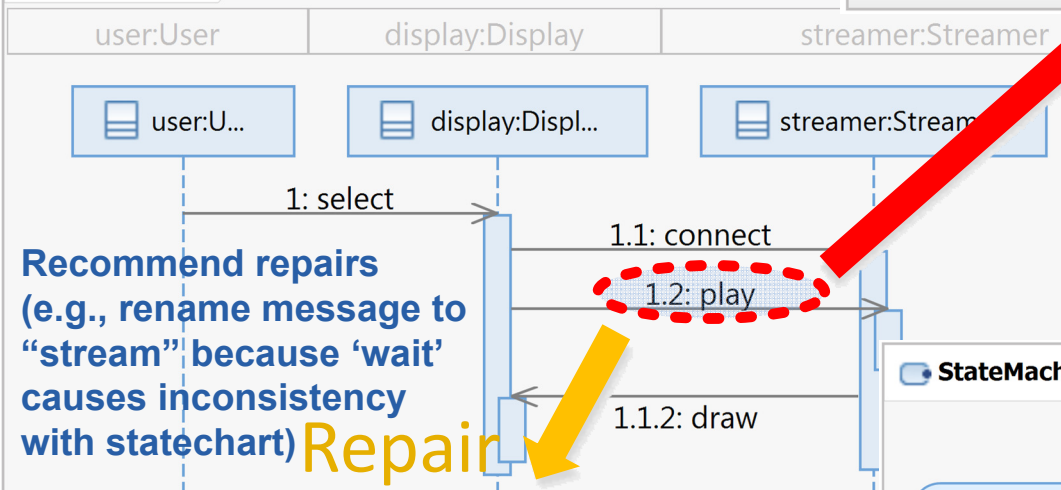 user:User
display:Display
streamer:Streamer
user:U...
display:Displ...
streamer:Stream
1: select
1.1: connect
1.2: play
Recommend repairs
(e.g., rename message to
“stream” because ‘wait’
causes inconsistency
with statechart)
Repair
1.1.2: draw
StateMach